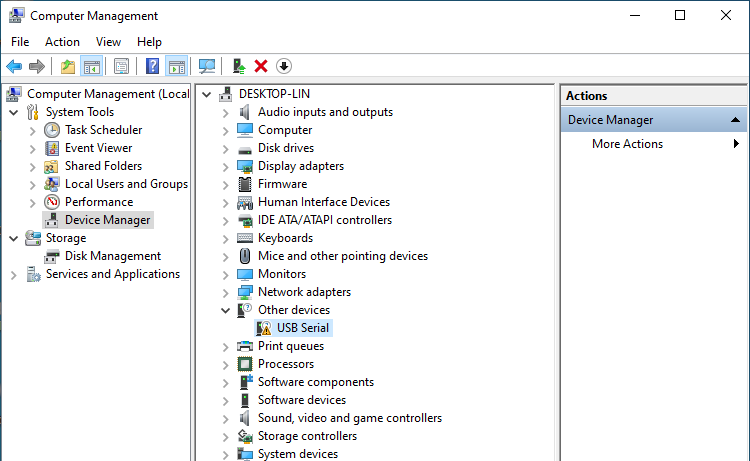 Computer Management
File Action View Help
Computer Management (Local
System Tools
Task Scheduler
Event Viewer
Shared Folders
Local Users and Groups
Performance
Device Manager
Storage
Disk Management
Services and Applications
DESKTOP-LIN
Audio inputs and outputs
Computer
Disk drives
Display adapters
Firmware
Human Interface Devices
IDE ATA/ATAPI controllers
Keyboards
Mice and other pointing devices
Monitors
Network adapters
Other devices
USB Serial
Print queues
Processors
Software components
Software devices
Sound, video and game controllers
Storage controllers
System devices
Actions
Device Manager
More Actions